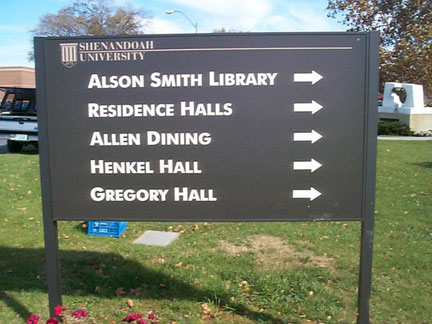 SHENANDOAH
UNIVERSITY
ALSON SMITH LIBRARY
RESIDENCE HALLS
ALLEN DINING
HENKEL HALL
GREGORY HALL